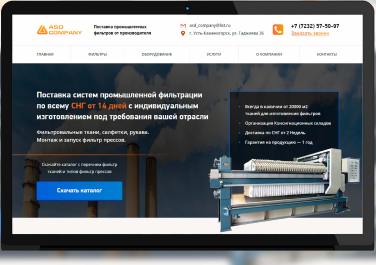 ASD
COMPANY
Поставка промышленных
фильтров от производителя
asd_company@list.ru
г. Усть-Каменогорск, ул. Гаджиева 36
+7 (7232) 57-50-97
Заказать звонок
ГЛАВНАЯ
ФИЛЬТРЫ
ОБОРУДОВАНИЕ
УСЛУГИ
О КОМПАНИИ
КОНТАКТЫ
Поставка систем промышленной фильтрации
по всему СНГ от 14 дней с индивидуальным
изготовлением под требования вашей отрасли
Фильтровальные ткани, салфетки, рукава.
Монтаж и запуск фильтр прессов.
Скачайте каталог с перечнем фильтр
тканей и типов фильтр прессов
Скачать каталог
Всегда в наличии от 20000 м2
тканей для изготовления фильтров
Организация Консигнационных складов
Доставка по СНГ от 2 Недель
Гарантия на продукцию — 1 год